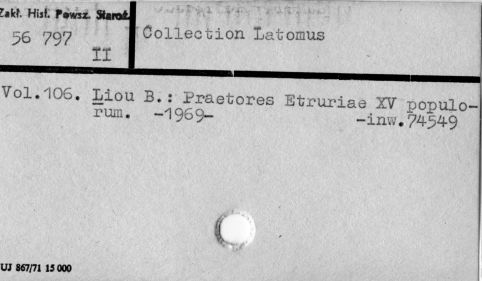 Zakł. Hist. Powsz. Staroż.
56 797
II
Collection Latomus
Vol.106. Liou B.: Praetores Etruriae XV populo-
rum. -1969- -inw.74549
UJ 867/71 15 000